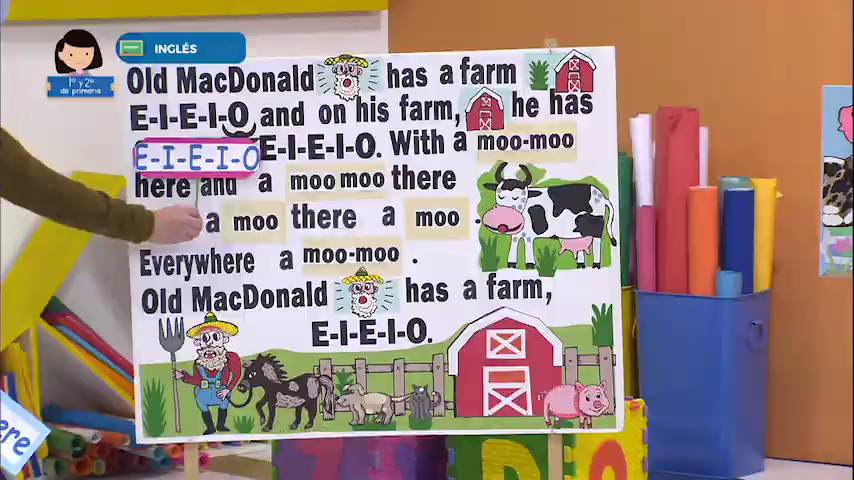 INGLÉS
1º y 2º
de primaria
Old MacDonald has a farm
E-I-E-I-O and on his farm, he has
E-I-E-I-O E-I-E-I-O. With a moo-moo
here and a moo moo there
a moo there a moo .
Everywhere a moo-moo .
Old MacDonald has a farm,
E-I-E-I-O.
ere